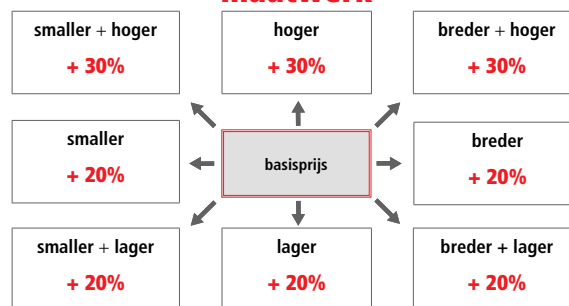 maatwerk
smaller + hoger
+ 30%
hoger
+ 30%
breder + hoger
+ 30%
smaller
+ 20%
basisprijs
breder
+ 20%
smaller + lager
+ 20%
lager
+ 20%
breder + lager
+ 20%